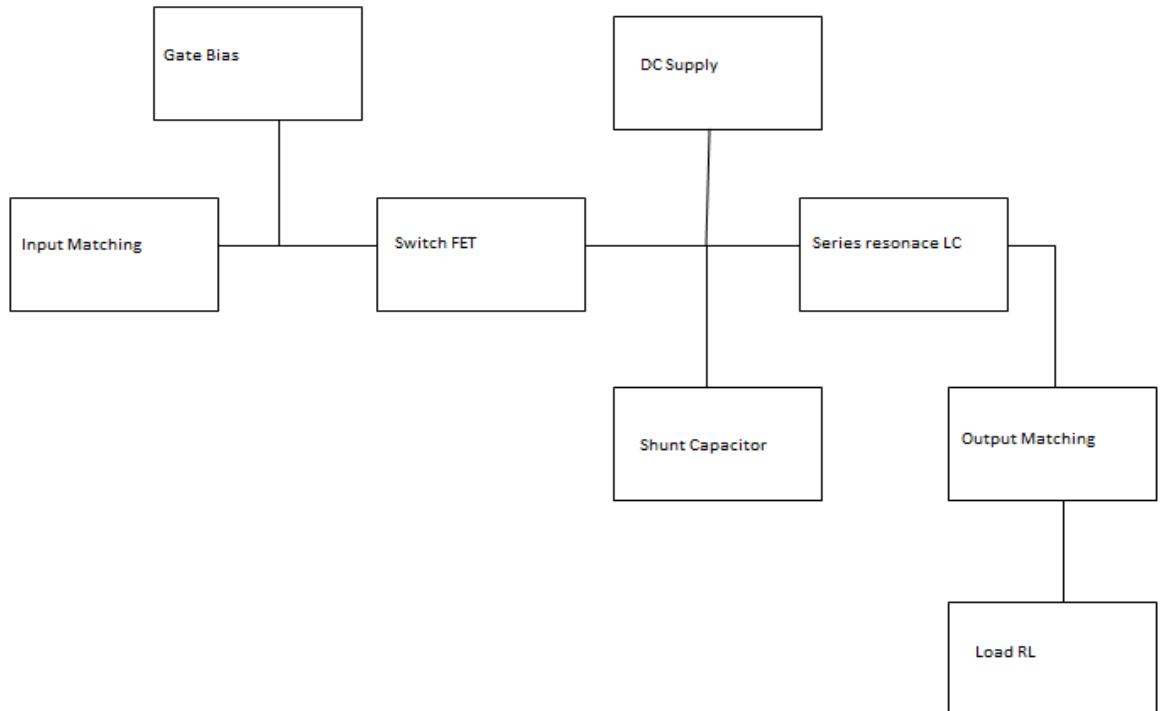 Gate Bias
DC Supply
Input Matching
Switch FET
Series resonace LC
Shunt Capacitor
Output Matching
Load RL